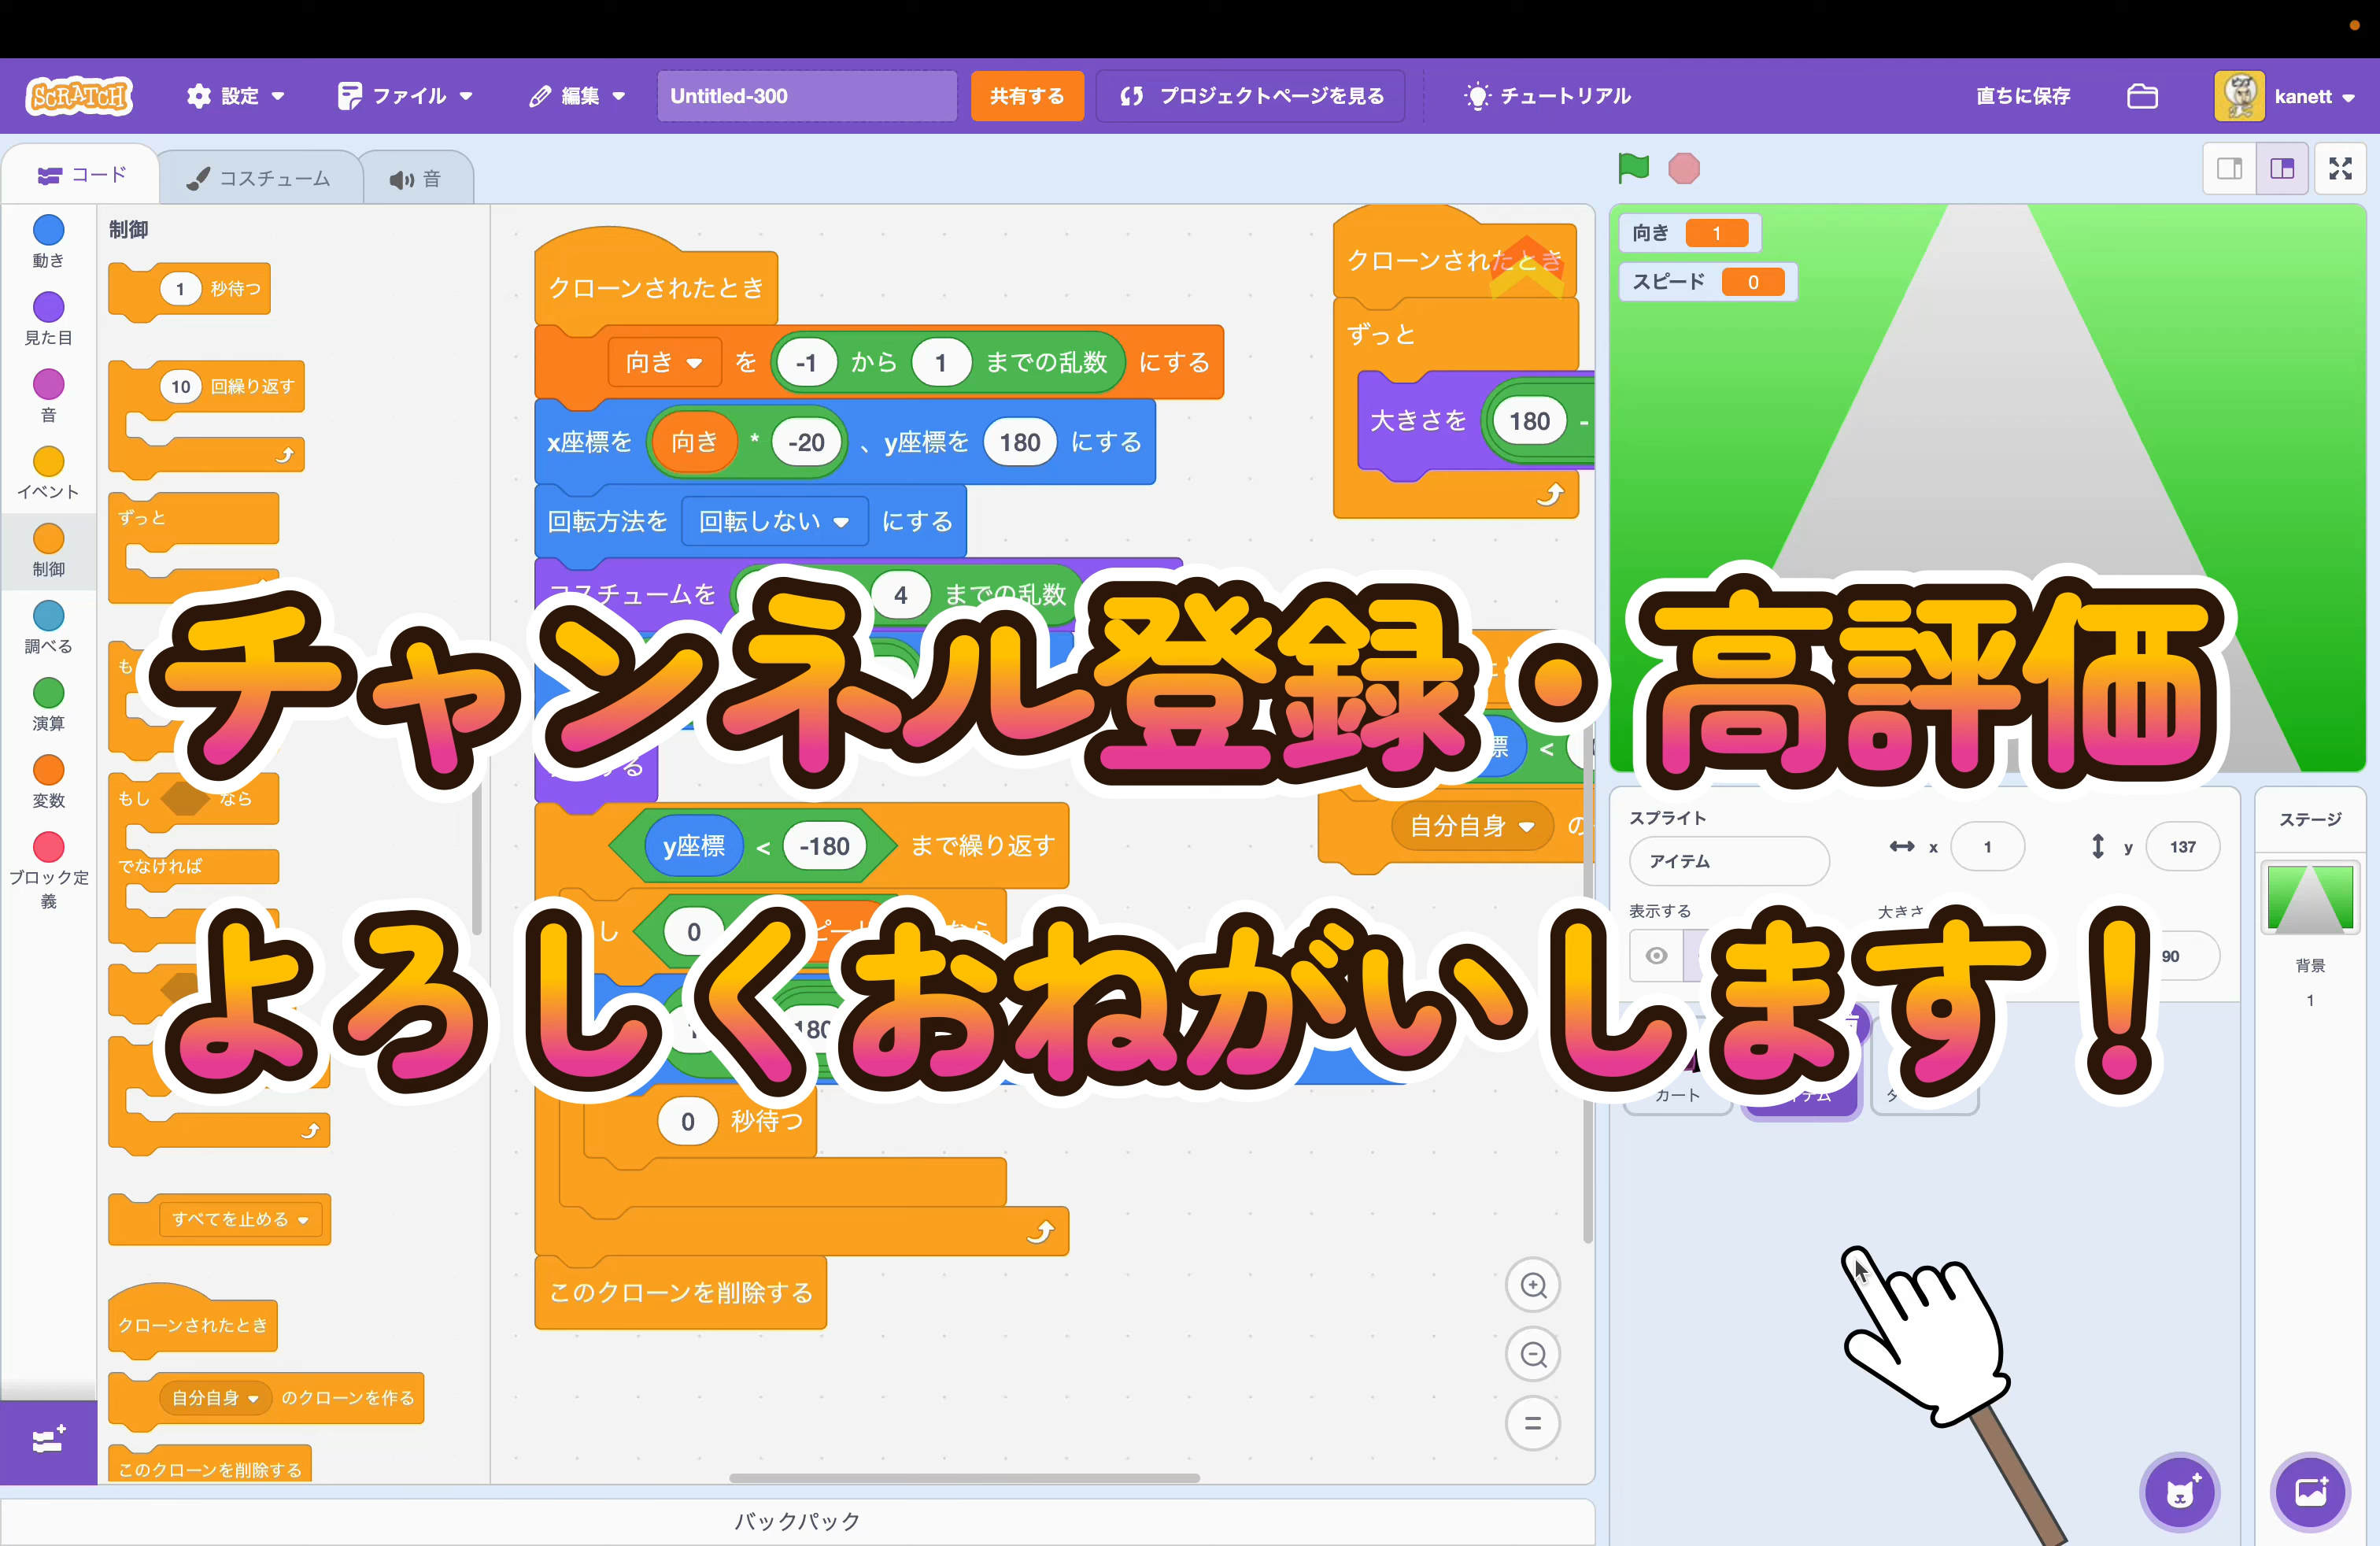 SCRATCH
設定
ファイル
編集
Untitled-300
共有する
プロジェクトページを見る
チュートリアル
直ちに保存
kanett
コード
コスチューム
音
動き
見た目
音
イベント
制御
調べる
演算
変数
ブロック定
義
制御
1 秒待つ
10 回繰り返す
ずっと
も
もし なら
でなければ
すべてを止める
クローンされたとき
自分自身 のクローンを作る
このクローンを削除する
クローンされたとき
向き を -1 から 1 までの乱数 にする
x座標を 向き * -20 、y座標を 180 にする
回転方法を 回転しない にする
コスチュームを 4 までの乱数
y座標 < -180 まで繰り返す
し 0
180
0 秒待つ
このクローンを削除する
クローンされたとき
ずっと
大きさを 180 -
標 <
自分自身 の
向き 1
スピード 0
チャンネル登録・高評価
よろしくおねがいします！
スプライト
アイテム
x 1
y 137
表示する
大きさ
90
カート
テム
ステージ
背景
1
バックパック